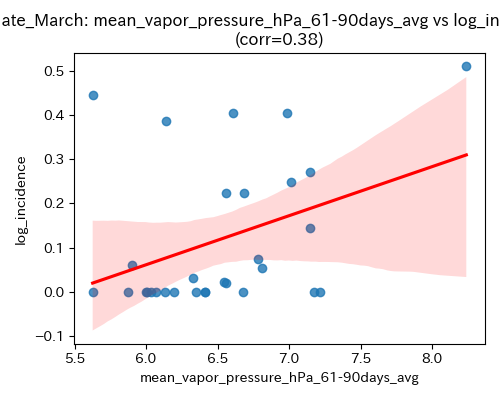 ate_March: mean_vapor_pressure_hPa_61-90days_avg vs log_in
(corr=0.38)
0.5
0.4
0.3
0.2
0.1
0.0
−0.1
log_incidence
5.5 6.0 6.5 7.0 7.5 8.0
mean_vapor_pressure_hPa_61-90days_avg